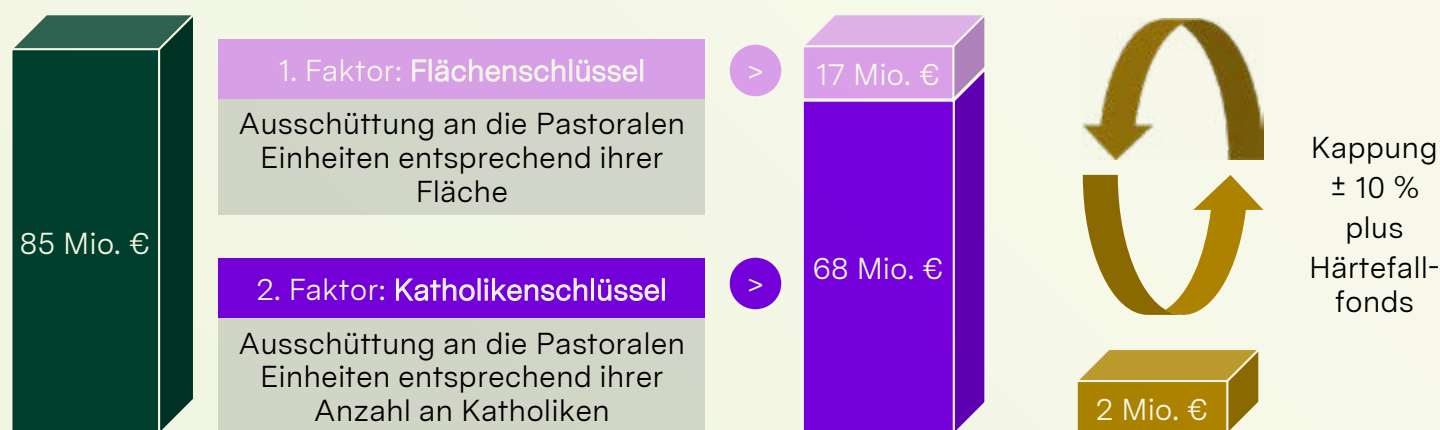 85 Mio. €
1. Faktor: Flächenschlüssel
Ausschüttung an die Pastoralen
Einheiten entsprechend ihrer
Fläche
>
2. Faktor: Katholikenschlüssel
Ausschüttung an die Pastoralen
Einheiten entsprechend ihrer
Anzahl an Katholiken
>
17 Mio. €
68 Mio. €
Kappung
± 10 %
plus
Härtefall-
fonds
2 Mio. €